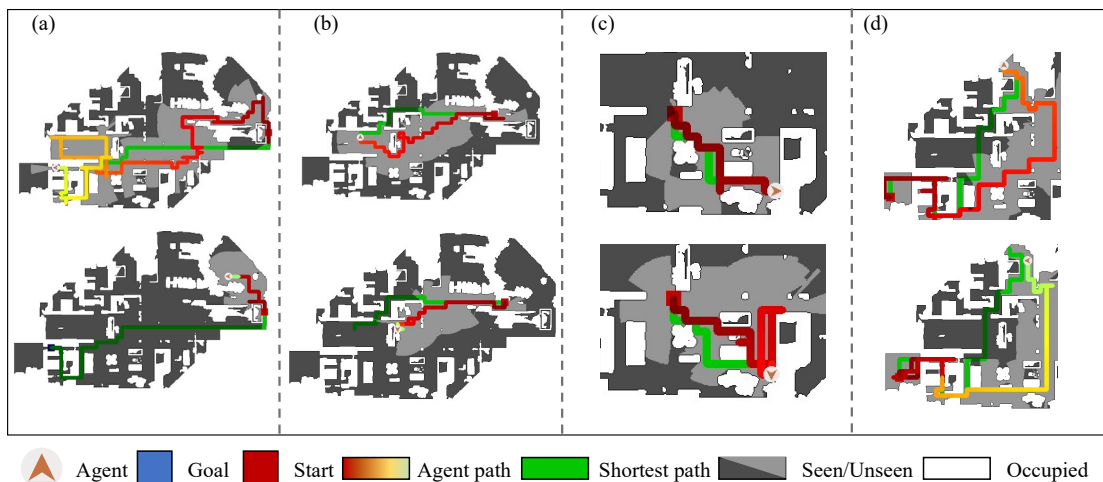 (a) (b) (c) (d)
Agent Goal Start Agent path Shortest path Seen/Unseen Occupied